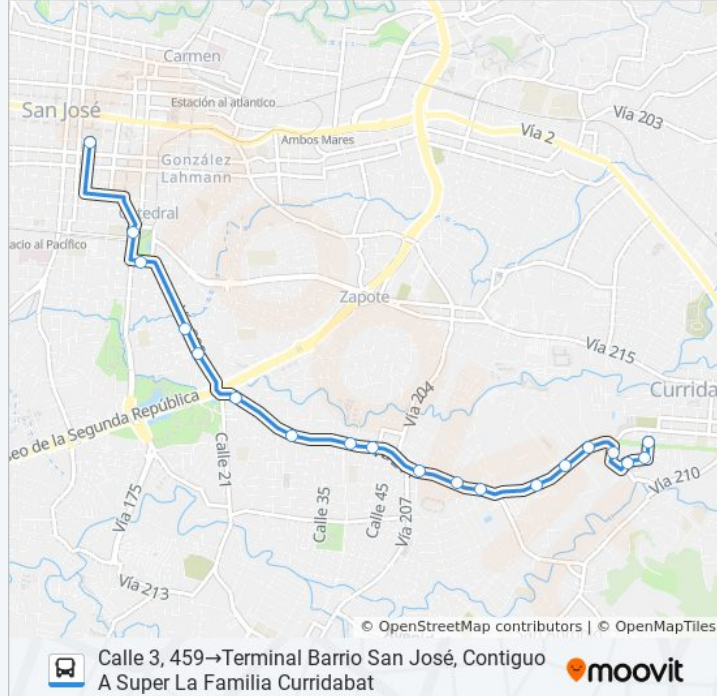 Carmen
San José
Estación al atlantico
Vía 203
Ambos Mares
Vía 2
González
Lahmann
Catedral
acio al Pacífico
Zapote
Vía 215
Currida
seo de la Segunda República
Vía 204
Calle 21
Calle 35
Calle 45
Vía 207
Vía 210
Vía 175
Vía 213
© OpenStreetMap contributors | © OpenMapTiles
Calle 3, 459→Terminal Barrio San José, Contiguo
A Super La Familia Curridabat
moovit